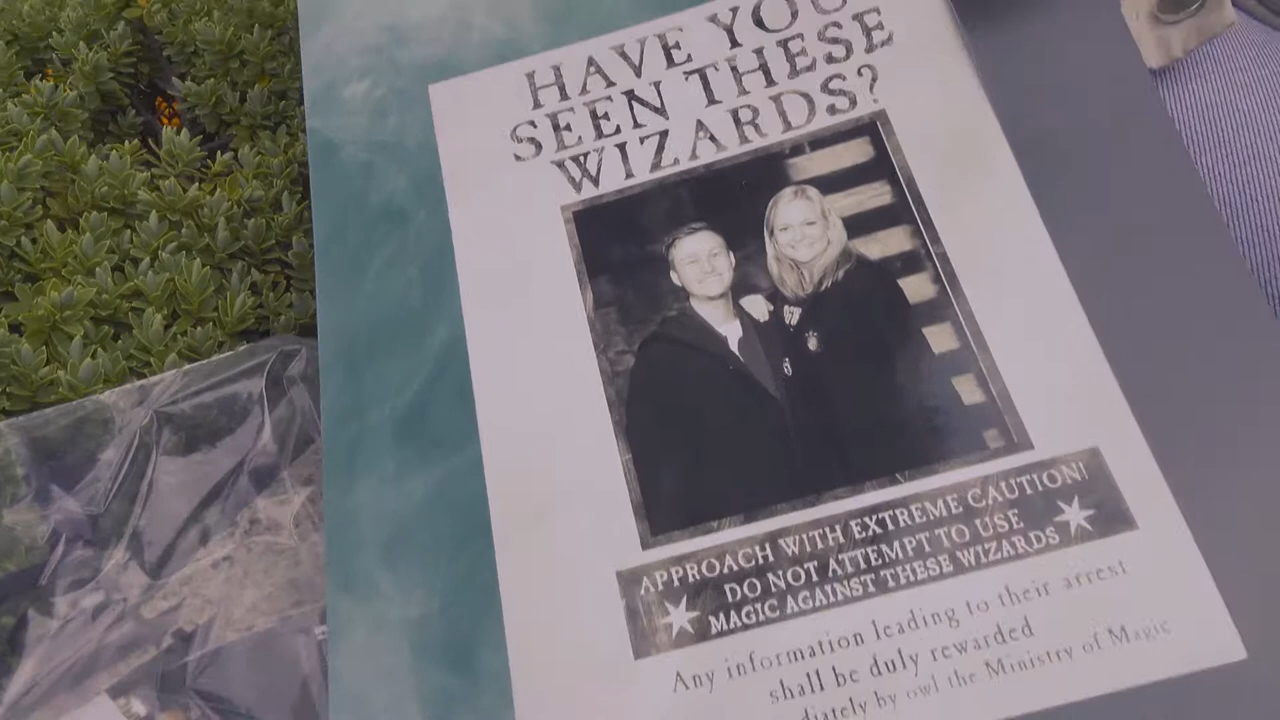 HAVE YOU
SEEN THESE
WIZARDS?
APPROACH WITH EXTREME CAUTION!
DO NOT ATTEMPT TO USE
MAGIC AGAINST THESE WIZARDS
Any information leading to their arrest
shall be duly rewarded
diately by owl the Ministry of Magic